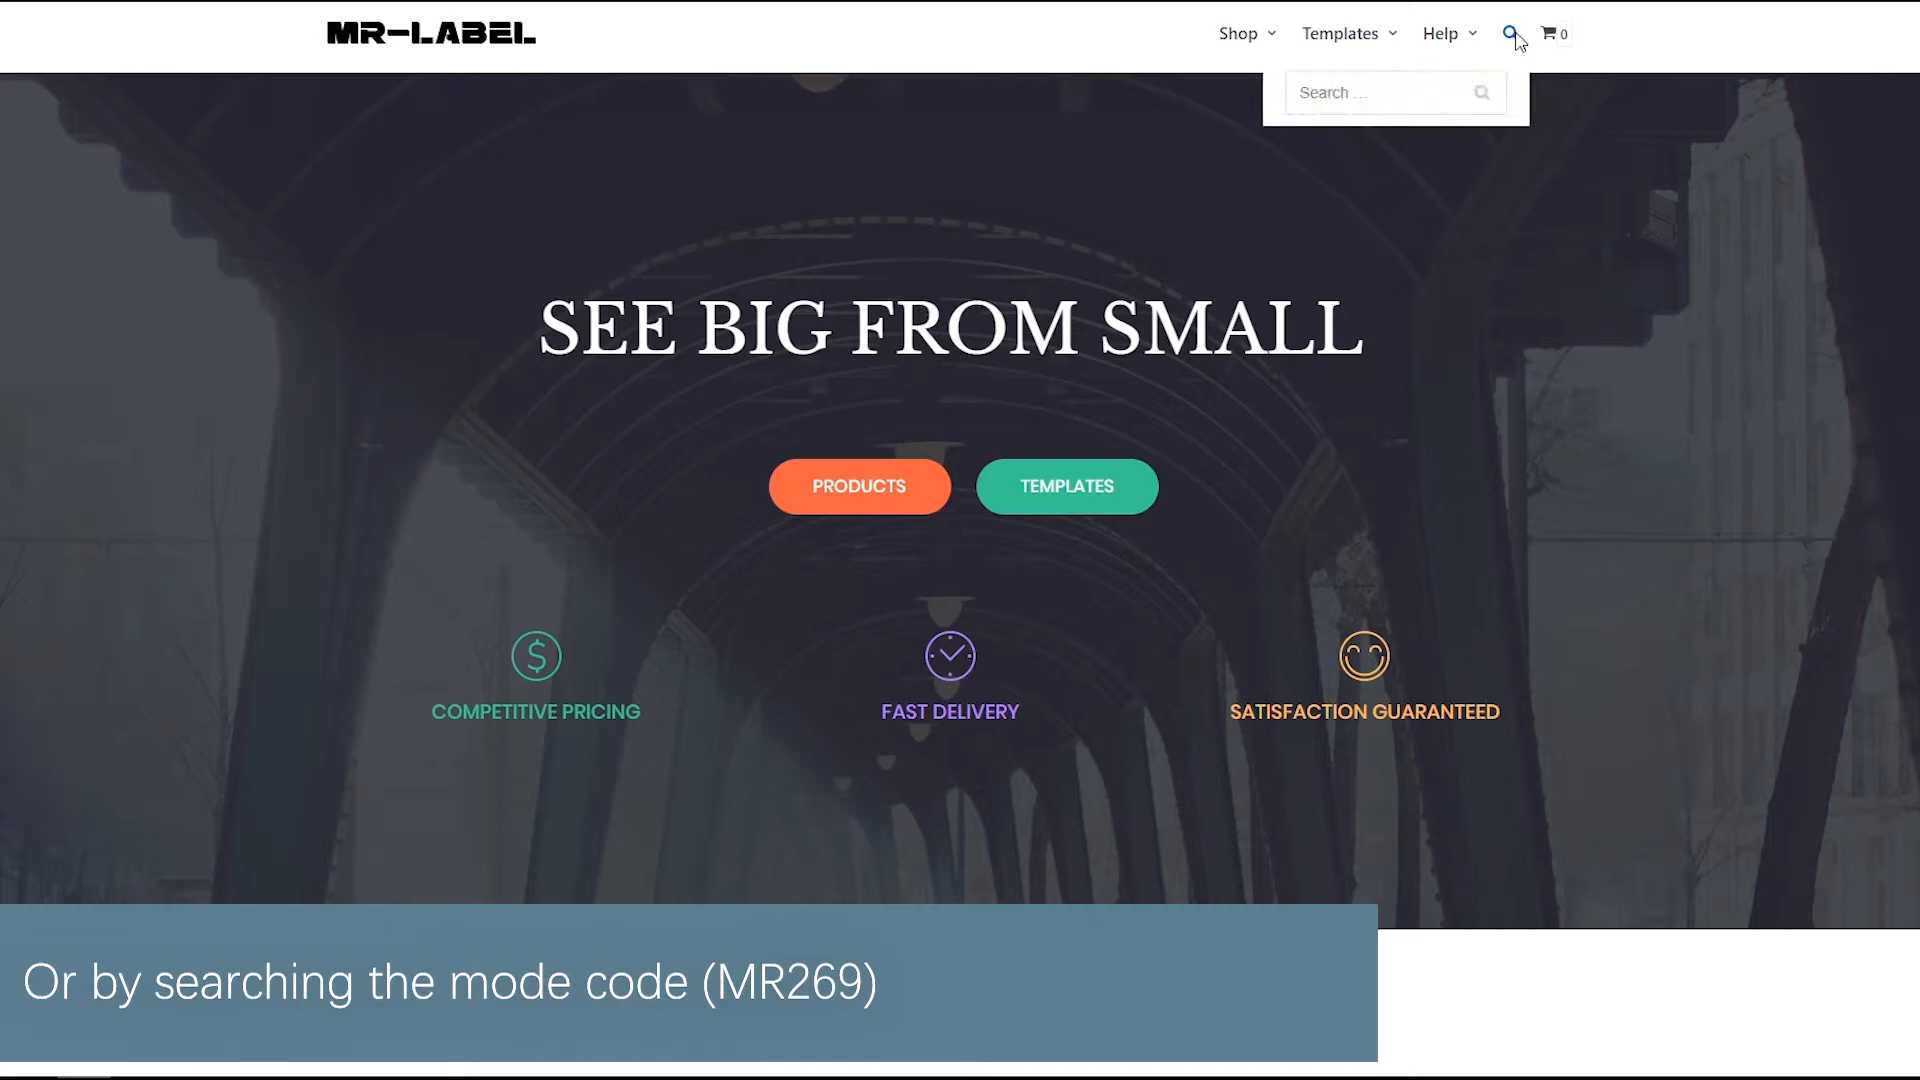 MR-LABEL
Shop Templates Help 0
Search ...
SEE BIG FROM SMALL
PRODUCTS TEMPLATES
COMPETITIVE PRICING FAST DELIVERY SATISFACTION GUARANTEED
Or by searching the mode code (MR269)